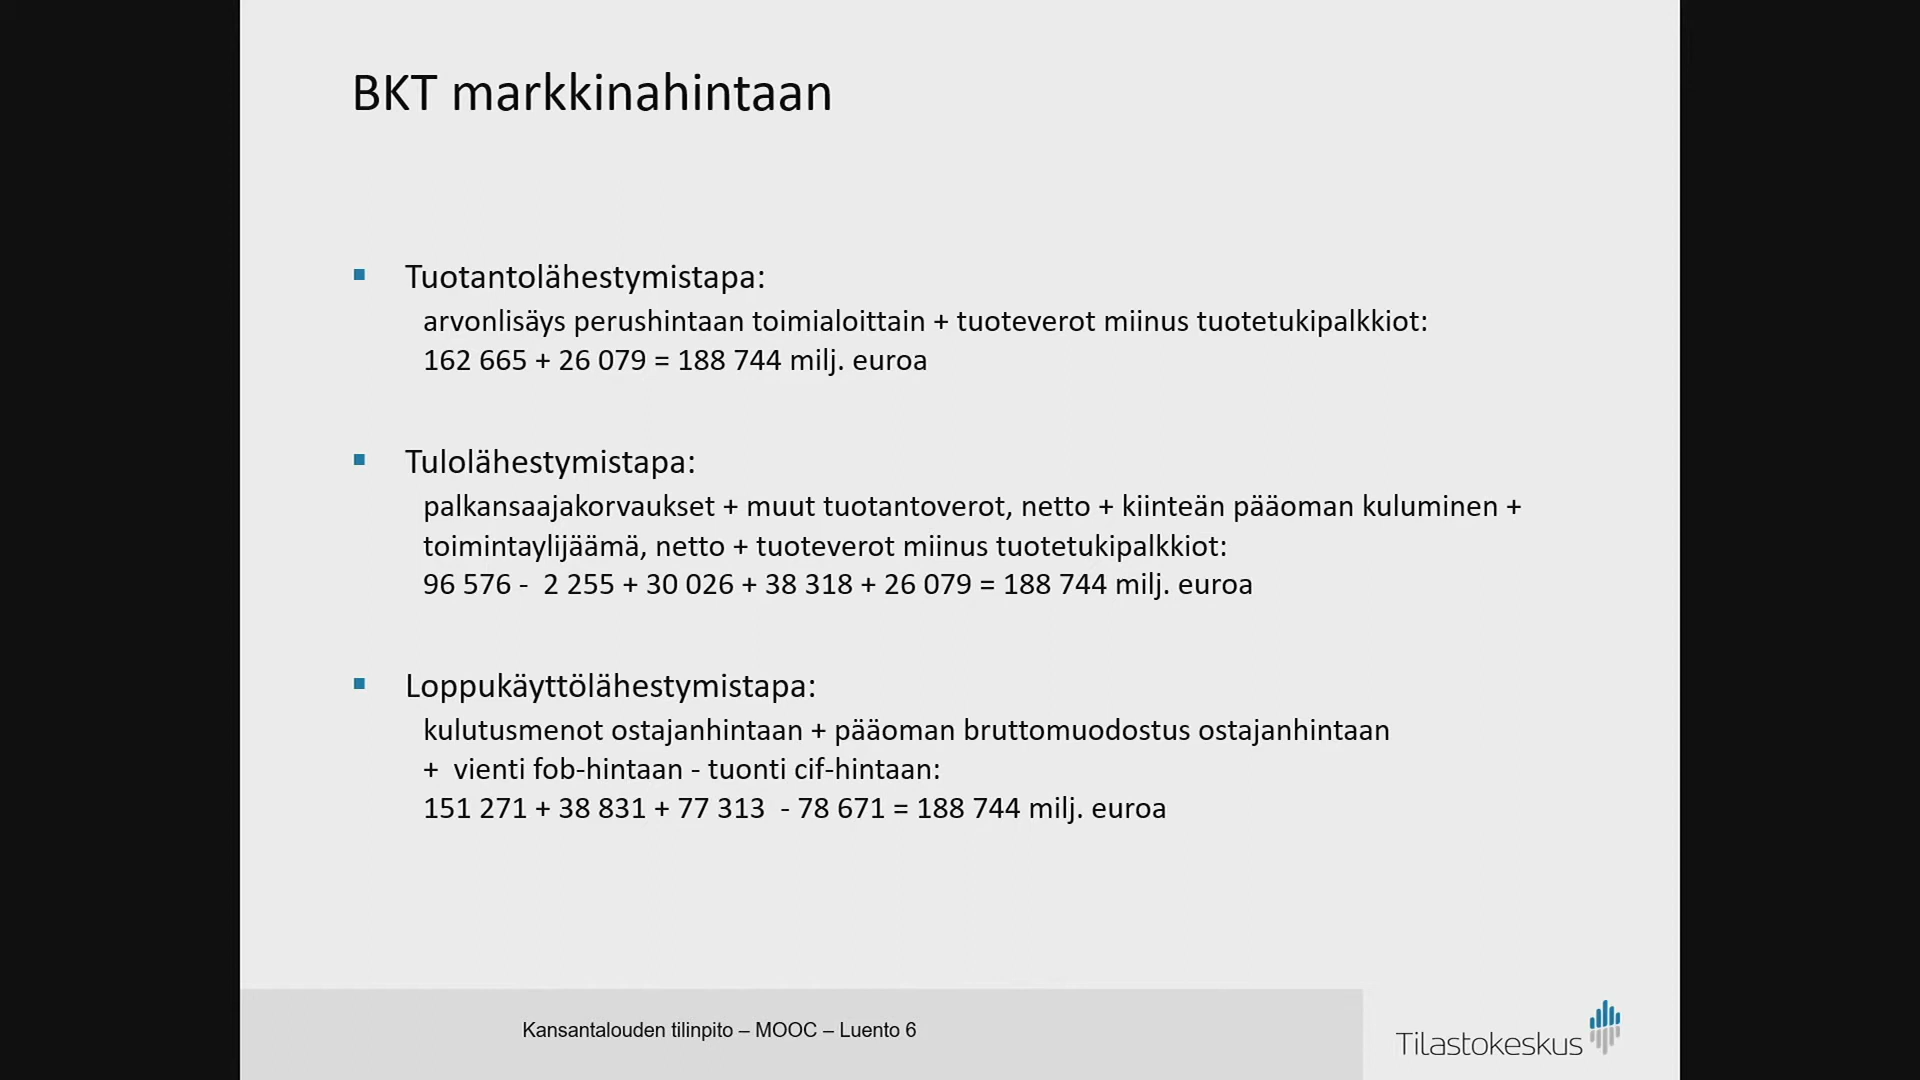 BKT markkinahintaan
▪ Tuotantolähestymistapa:
arvonlisäys perushintaan toimialoittain + tuoteverot miinus tuotetukipalkkiot:
162 665 + 26 079 = 188 744 milj. euroa
▪ Tulolähestymistapa:
palkansaajakorvaukset + muut tuotantoverot, netto + kiinteän pääoman kuluminen +
toimintaylijäämä, netto + tuoteverot miinus tuotetukipalkkiot:
96 576 - 2 255 + 30 026 + 38 318 + 26 079 = 188 744 milj. euroa
▪ Loppukäyttölähestymistapa:
kulutusmenot ostajanhintaan + pääoman bruttomuodostus ostajanhintaan
+ vienti fob-hintaan - tuonti cif-hintaan:
151 271 + 38 831 + 77 313 - 78 671 = 188 744 milj. euroa
Kansantalouden tilinpito – MOOC – Luento 6
Tilastokeskus